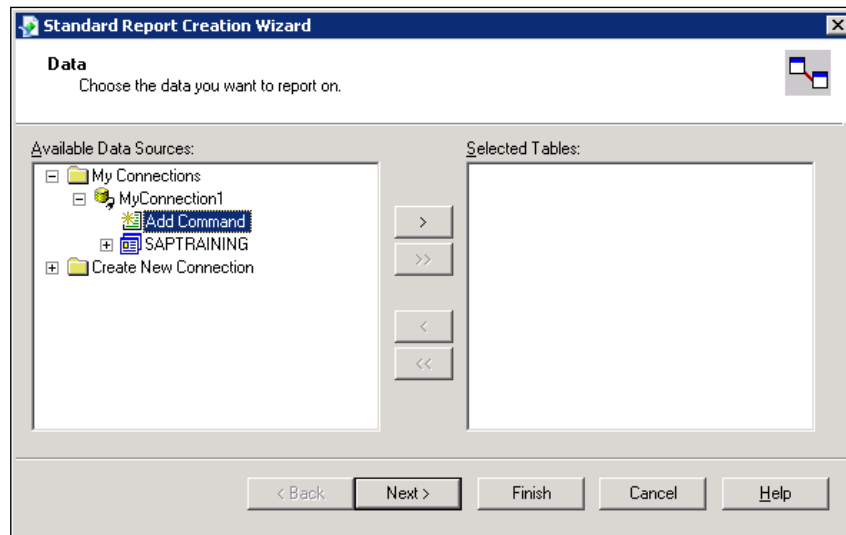 Standard Report Creation Wizard
Data
Choose the data you want to report on.
Available Data Sources:
My Connections
MyConnection1
Add Command
SAPTRAINING
Create New Connection
>
>>
<
<<
Selected Tables:
< Back
Next >
Finish
Cancel
Help